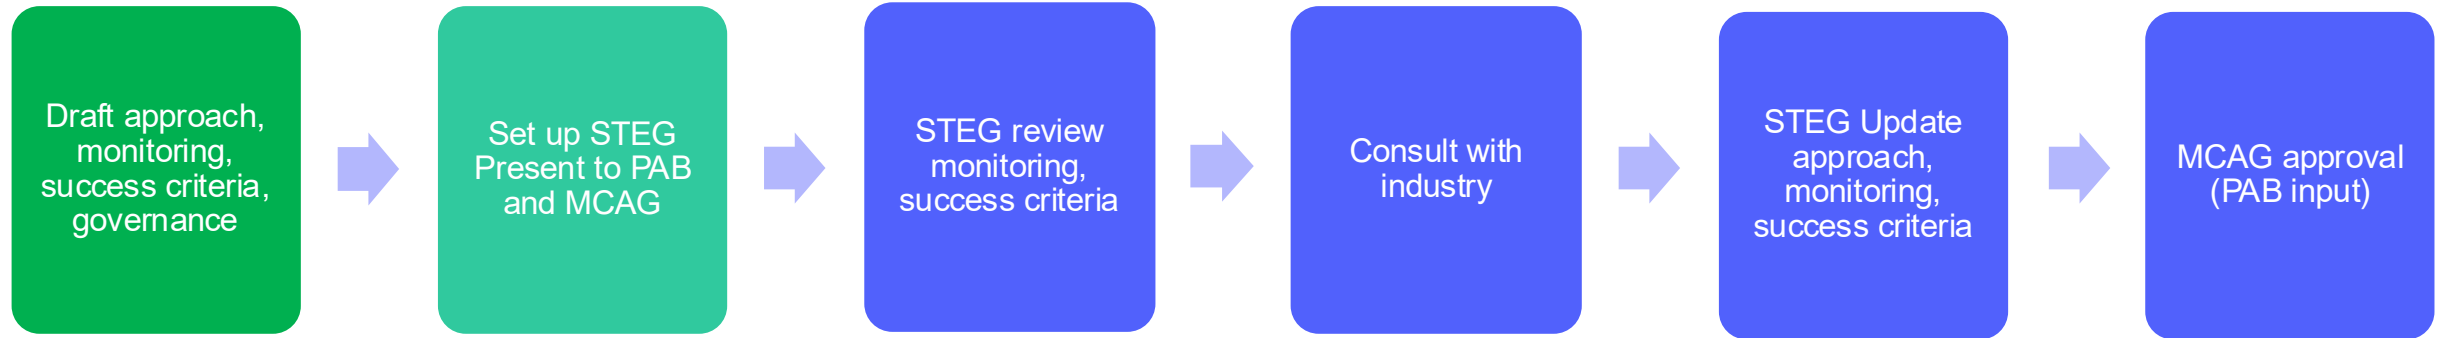 Draft approach,
monitoring,
success criteria,
governance
Set up STEG
Present to PAB
and MCAG
STEG review
monitoring,
success criteria
Consult with
industry
STEG Update
approach,
monitoring,
success criteria
MCAG approval
(PAB input)